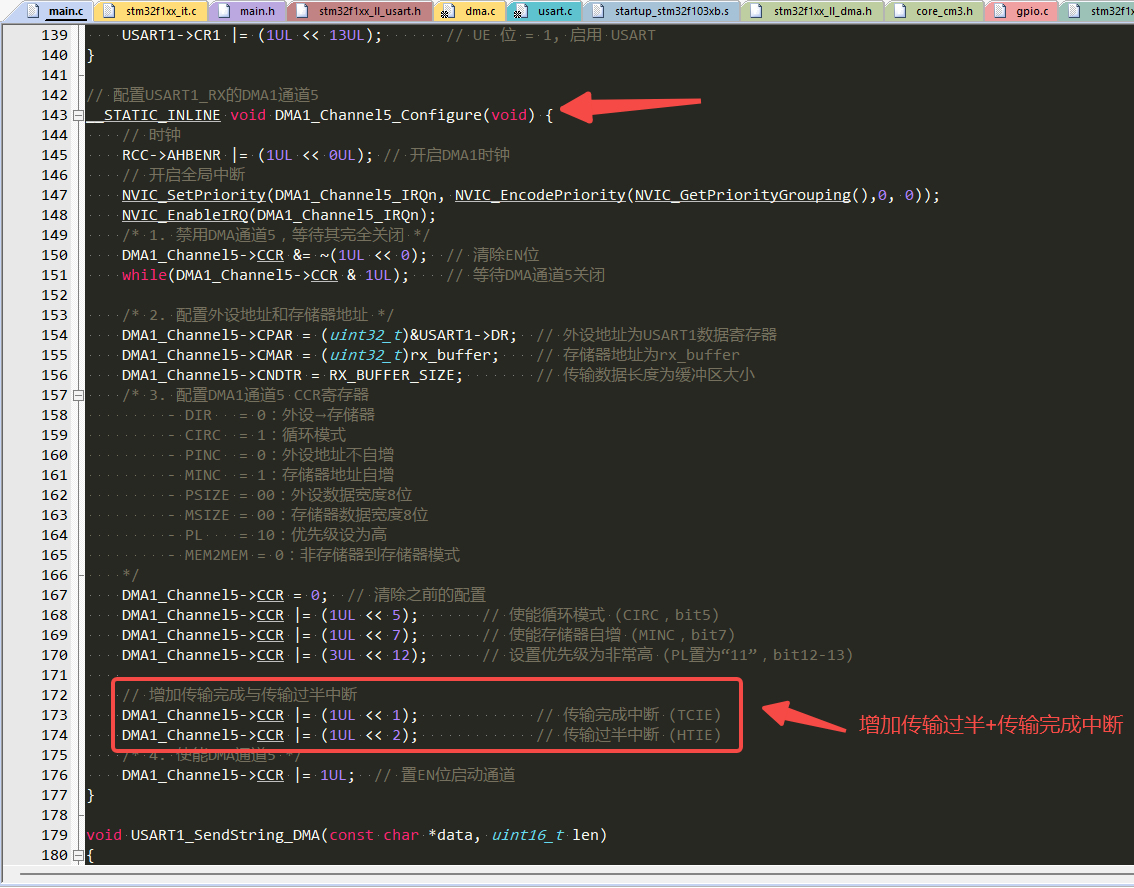 main.c stm32f1xx_it.c main.h stm32f1xx_ll_usart.h dma.c usart.c startup_stm32f103xb.s stm32f1xx_ll_dma.h core_cm3.h gpio.c stm32f1x
139 USART1->CR1 |= (1UL << 13UL); // UE 位 = 1, 启用 USART
140 }
141
142 // 配置USART1_RX的DMA1通道5
143 __STATIC_INLINE void DMA1_Channel5_Configure(void) {
144 // 时钟
145 RCC->AHBENR |= (1UL << 0UL); // 开启DMA1时钟
146 // 开启全局中断
147 NVIC_SetPriority(DMA1_Channel5_IRQn, NVIC_EncodePriority(NVIC_GetPriorityGrouping(),0, 0));
148 NVIC_EnableIRQ(DMA1_Channel5_IRQn);
149 /* 1. 禁用DMA通道5，等待其完全关闭 */
150 DMA1_Channel5->CCR &= ~(1UL << 0); // 清除EN位
151 while(DMA1_Channel5->CCR & 1UL); // 等待DMA通道5关闭
152
153 /* 2. 配置外设地址和存储器地址 */
154 DMA1_Channel5->CPAR = (uint32_t)&USART1->DR; // 外设地址为USART1数据寄存器
155 DMA1_Channel5->CMAR = (uint32_t)rx_buffer; // 存储器地址为rx_buffer
156 DMA1_Channel5->CNDTR = RX_BUFFER_SIZE; // 传输数据长度为缓冲区大小
157 /* 3. 配置DMA1通道5 CCR寄存器
158 - DIR = 0：外设→存储器
159 - CIRC = 1：循环模式
160 - PINC = 0：外设地址不自增
161 - MINC = 1：存储器地址自增
162 - PSIZE = 00：外设数据宽度8位
163 - MSIZE = 00：存储器数据宽度8位
164 - PL = 10：优先级设为高
165 - MEM2MEM = 0：非存储器到存储器模式
166 */
167 DMA1_Channel5->CCR = 0; // 清除之前的配置
168 DMA1_Channel5->CCR |= (1UL << 5); // 使能循环模式 (CIRC，bit5)
169 DMA1_Channel5->CCR |= (1UL << 7); // 使能存储器自增 (MINC，bit7)
170 DMA1_Channel5->CCR |= (3UL << 12); // 设置优先级为非常高 (PL置为“11”，bit12-13)
171
172 // 增加传输完成与传输过半中断
173 DMA1_Channel5->CCR |= (1UL << 1); // 传输完成中断 (TCIE)
174 DMA1_Channel5->CCR |= (1UL << 2); // 传输过半中断 (HTIE)
增加传输过半+传输完成中断
175 /* 4. 使能DMA通道5 */
176 DMA1_Channel5->CCR |= 1UL; // 置EN位启动通道
177 }
178
179 void USART1_SendString_DMA(const char *data, uint16_t len)
180 {